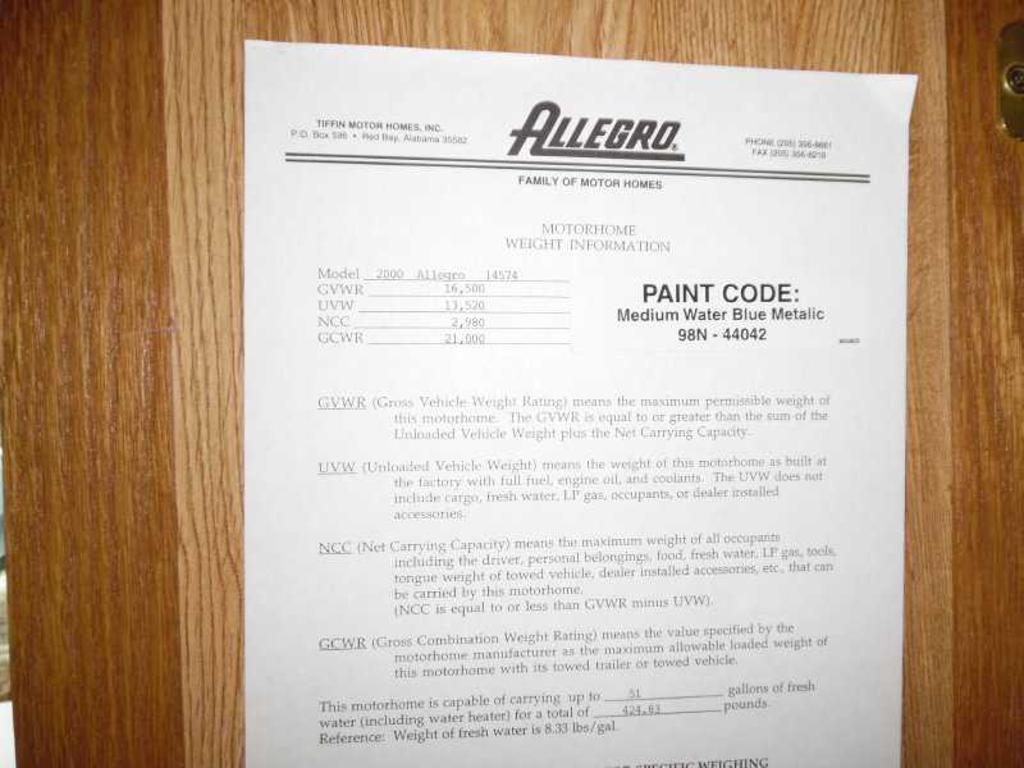 TIFFIN MOTOR HOMES, INC.
P.O. Box 596 • Red Bay, Alabama 35582
ALLEGRO
FAMILY OF MOTOR HOMES
MOTORHOME
WEIGHT INFORMATION
Model 2000 Allegro 14574
GVWR 16,500
UVW 13,520
NCC 2,980
GCWR 21,000
PAINT CODE:
Medium Water Blue Metalic
98N - 44042
GVWR (Gross Vehicle Weight Rating) means the maximum permissible weight of
this motorhome. The GVWR is equal to or greater than the sum of the
Unloaded Vehicle Weight plus the Net Carrying Capacity.
UVW (Unloaded Vehicle Weight) means the weight of this motorhome as built at
the factory with full fuel, engine oil, and coolants. The UVW does not
include cargo, fresh water, LP gas, occupants, or dealer installed
accessories.
NCC (Net Carrying Capacity) means the maximum weight of all occupants
including the driver, personal belongings, food, fresh water, LP gas, tools,
tongue weight of towed vehicle, dealer installed accessories, etc., that can
be carried by this motorhome.
(NCC is equal to or less than GVWR minus UVW).
GCWR (Gross Combination Weight Rating) means the value specified by the
motorhome manufacturer as the maximum allowable loaded weight of
this motorhome with its towed trailer or towed vehicle.
This motorhome is capable of carrying up to 51 gallons of fresh
water (including water heater) for a total of 424.83 pounds.
Reference: Weight of fresh water is 8.33 lbs/gal.
SPECIFIC WEIGHING